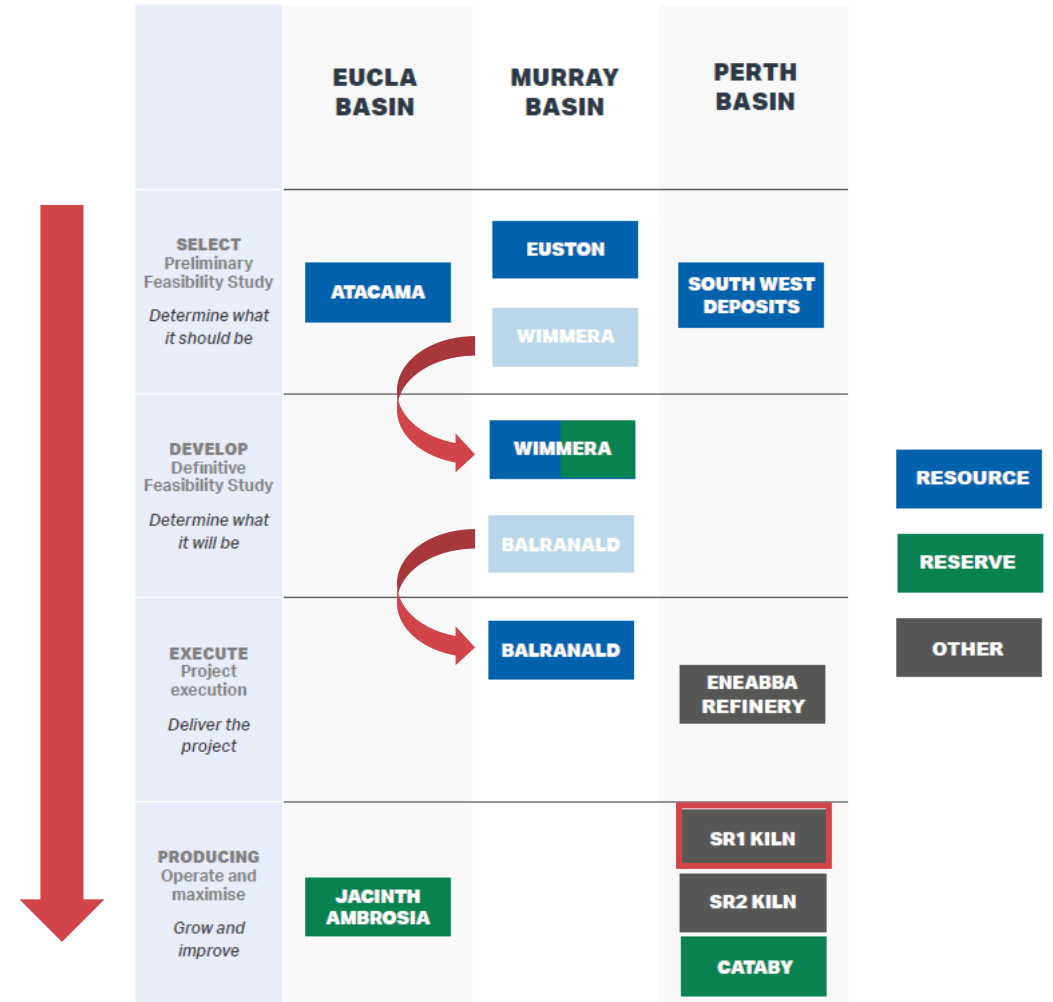 EUCLA
BASIN
MURRAY
BASIN
PERTH
BASIN
SELECT
Preliminary
Feasibility Study
Determine what
it should be
ATACAMA
EUSTON
WIMMERA
SOUTH WEST
DEPOSITS
DEVELOP
Definitive
Feasibility Study
Determine what
it will be
WIMMERA
BALRANALD
EXECUTE
Project
execution
Deliver the
project
BALRANALD
ENEABBA
REFINERY
PRODUCING
Operate and
maximise
Grow and
improve
JACINTH
AMBROSIA
SR1 KILN
SR2 KILN
CATABY
RESOURCE
RESERVE
OTHER